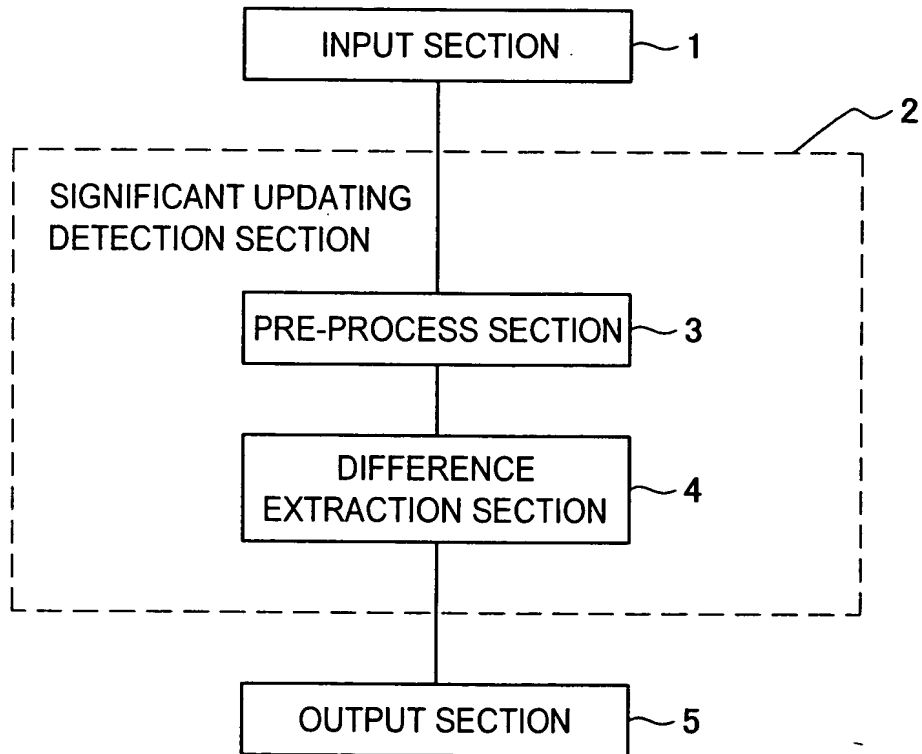 INPUT SECTION
1
2
SIGNIFICANT UPDATING
DETECTION SECTION
PRE-PROCESS SECTION
3
DIFFERENCE
EXTRACTION SECTION
4
OUTPUT SECTION
5